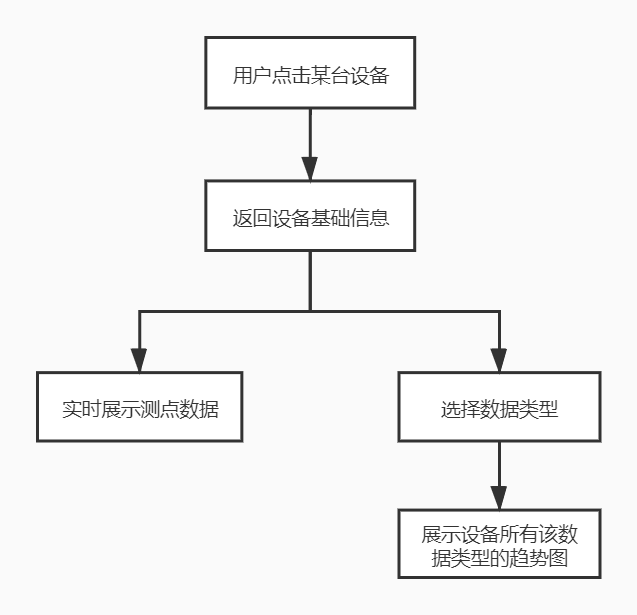 用户点击某台设备
返回设备基础信息
实时展示测点数据
选择数据类型
展示设备所有该数
据类型的趋势图